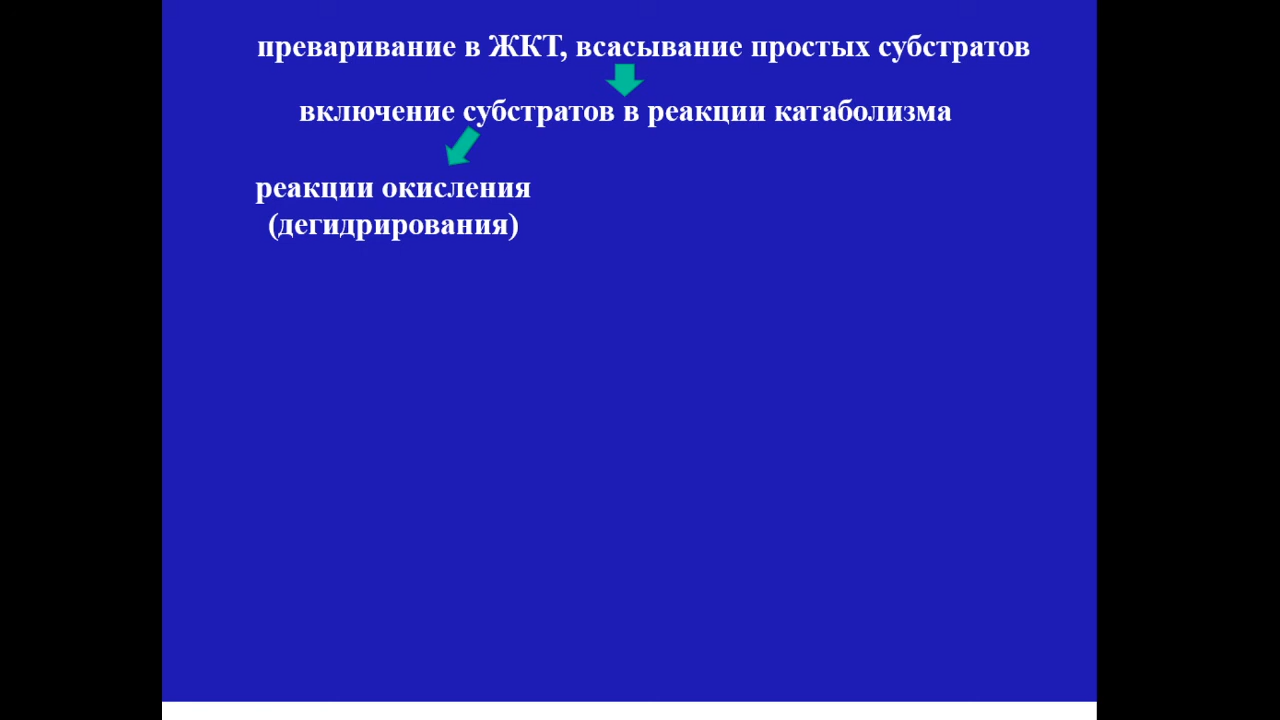 преваривание в ЖКТ, всасывание простых субстратов
включение субстратов в реакции катаболизма
реакции окисления
(дегидрирования)